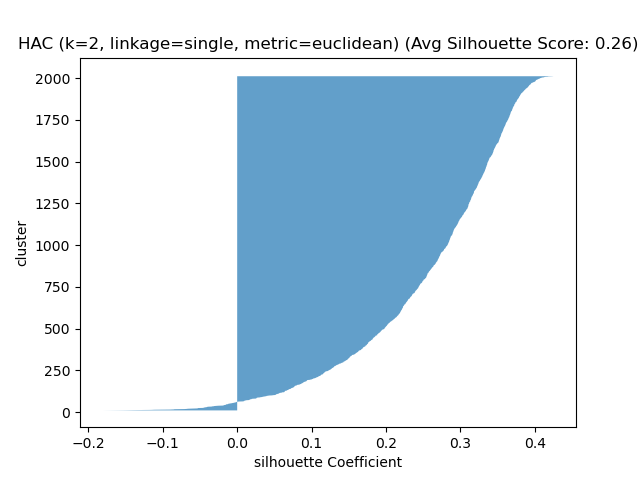 HAC (k=2, linkage=single, metric=euclidean) (Avg Silhouette Score: 0.26)
2000
1750
1500
1250
1000
750
500
250
0
cluster
−0.2 −0.1 0.0 0.1 0.2 0.3 0.4
silhouette Coefficient